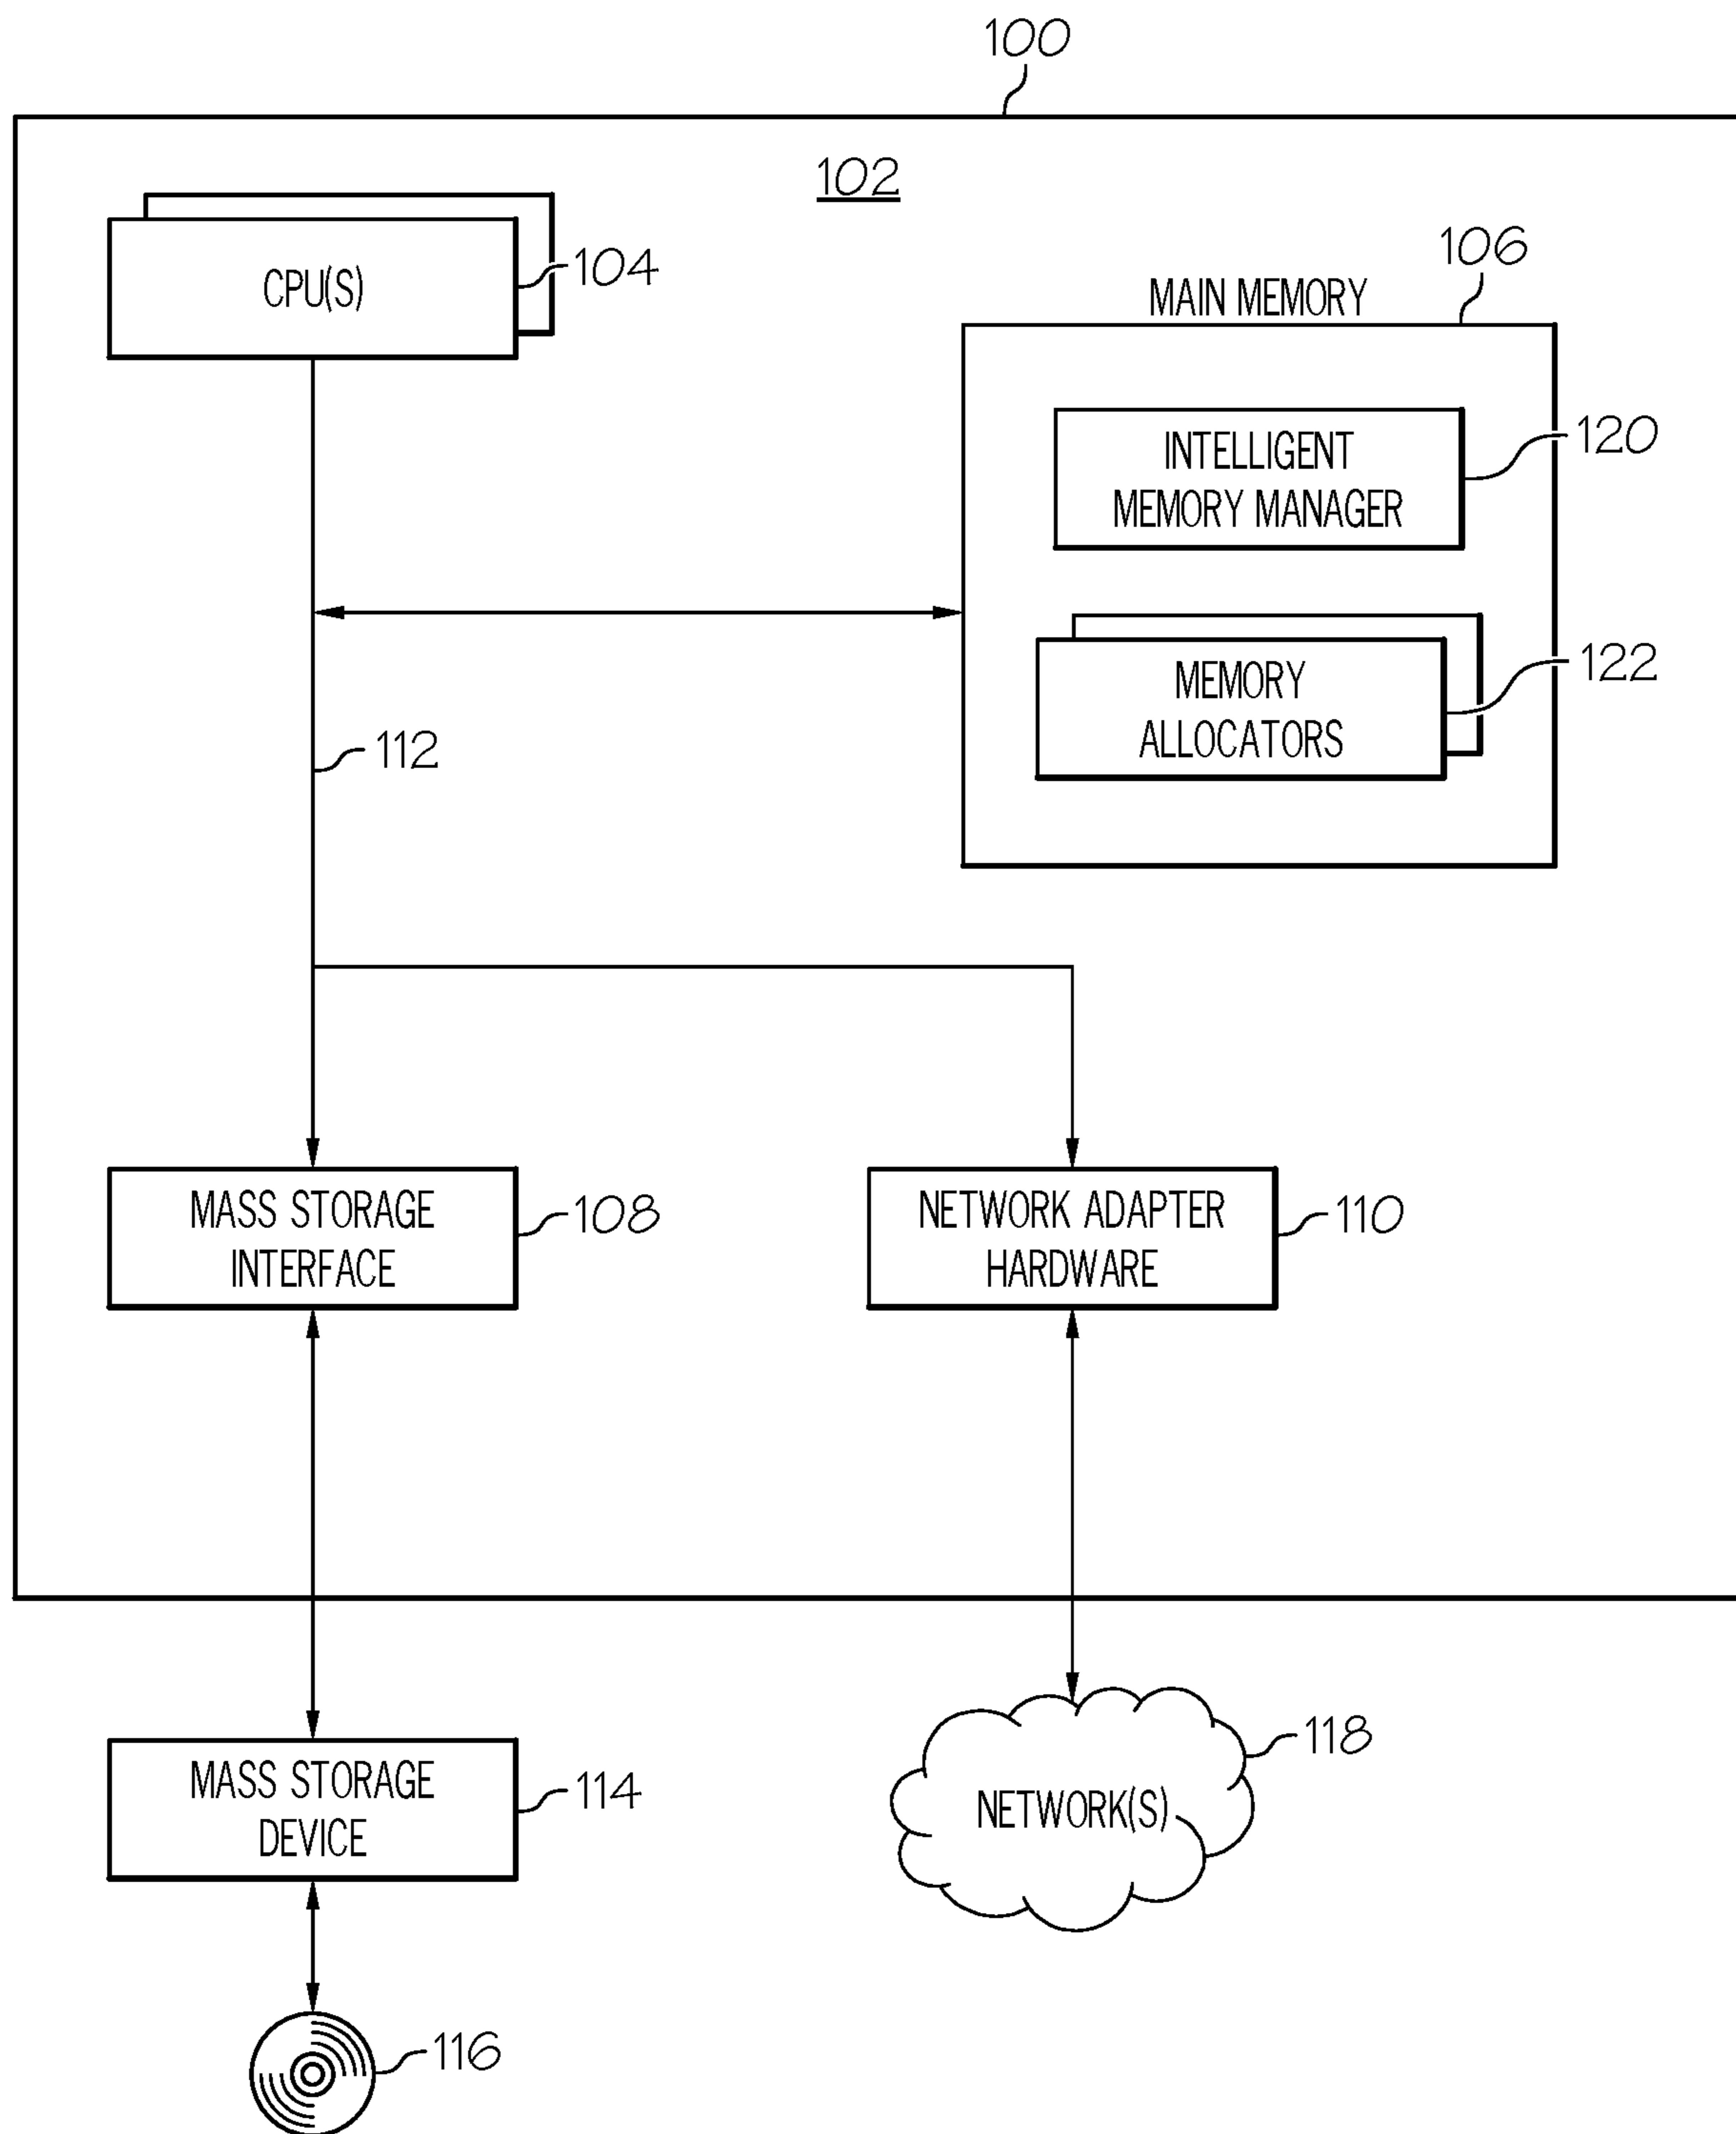 100
102
CPU(S)
104
106
MAIN MEMORY
INTELLIGENT
MEMORY MANAGER
120
MEMORY
ALLOCATORS
122
112
MASS STORAGE
INTERFACE
108
NETWORK ADAPTER
HARDWARE
110
MASS STORAGE
DEVICE
114
NETWORK(S)
118
116